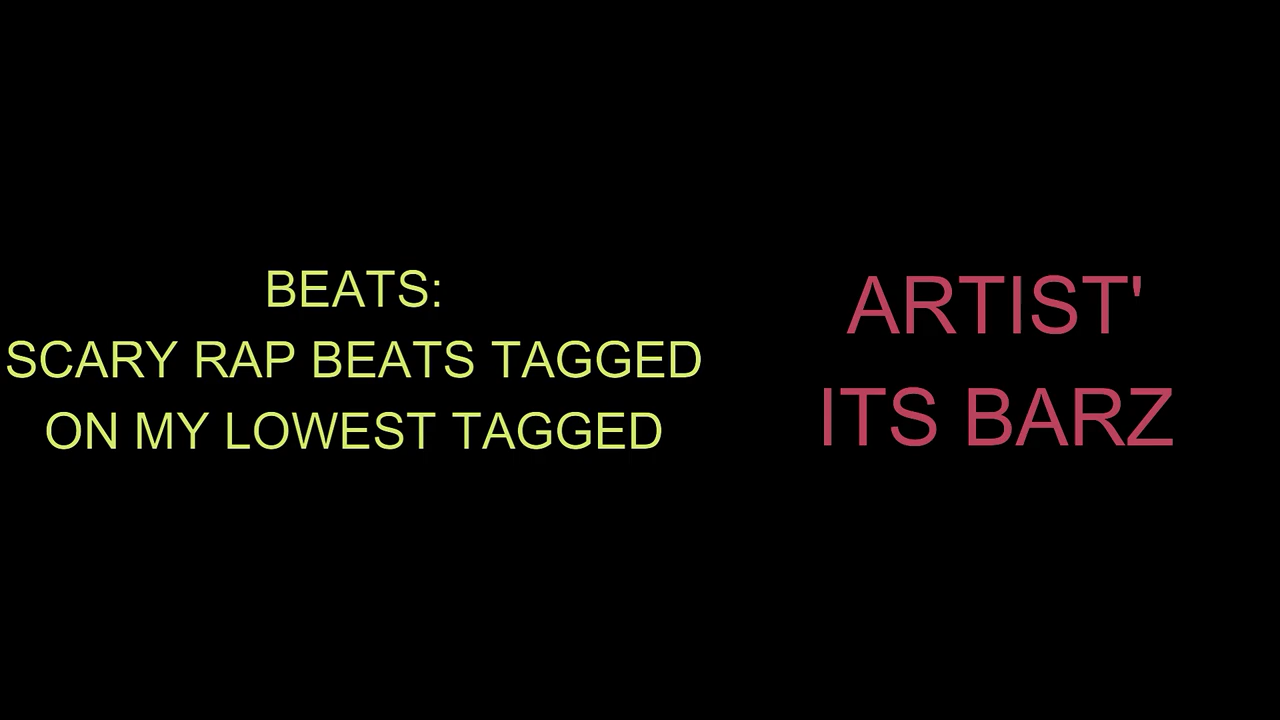 BEATS:
SCARY RAP BEATS TAGGED
ON MY LOWEST TAGGED
ARTIST'
ITS BARZ